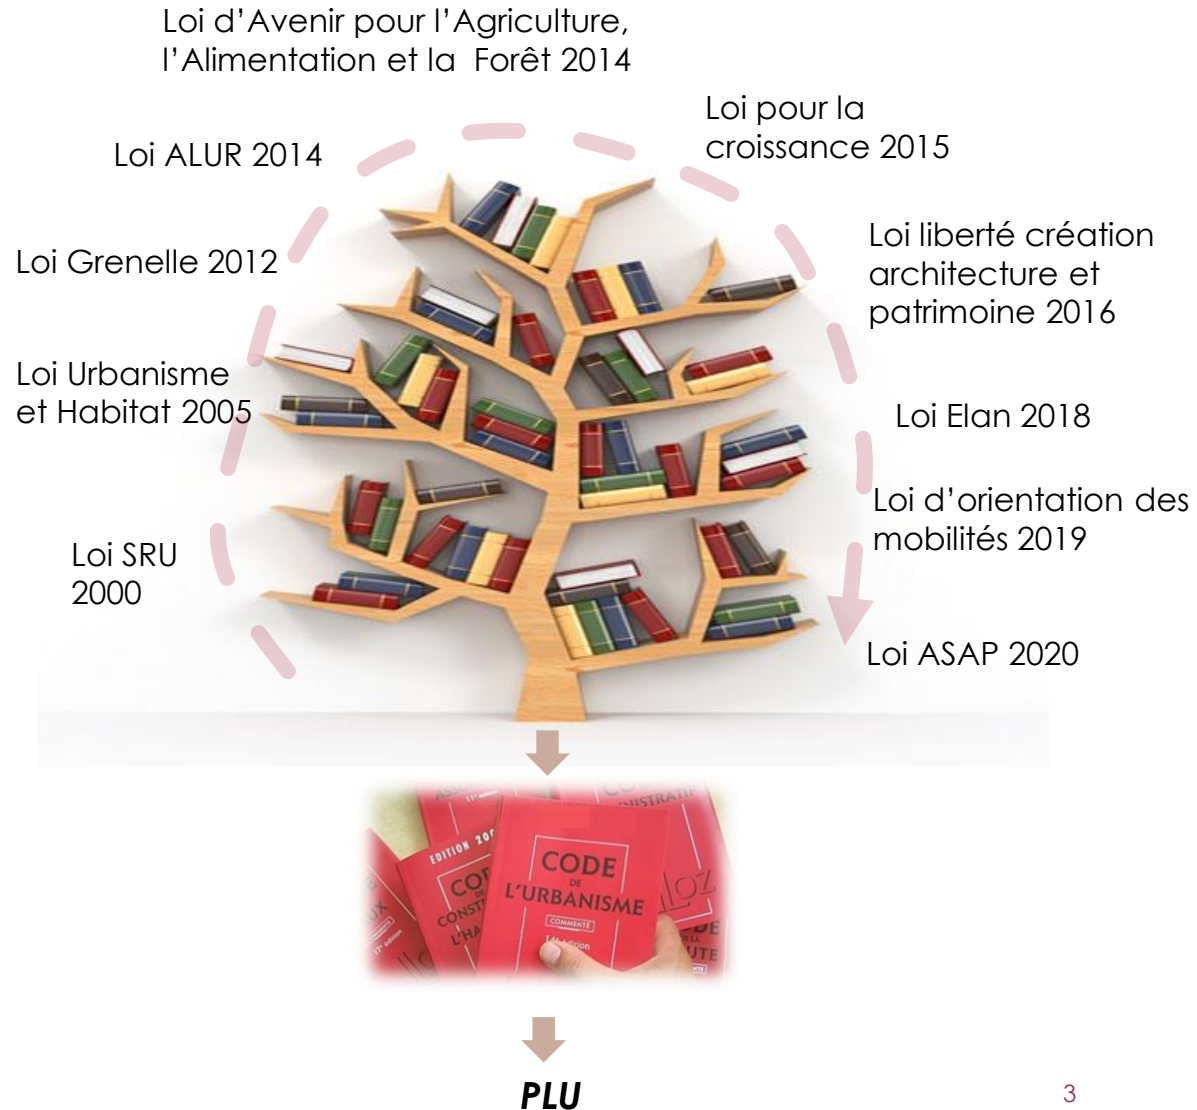 Loi d’Avenir pour l’Agriculture,
l’Alimentation et la Forêt 2014
Loi pour la
croissance 2015
Loi ALUR 2014
Loi liberté création
architecture et
patrimoine 2016
Loi Grenelle 2012
Loi Urbanisme
et Habitat 2005
Loi Elan 2018
Loi d’orientation des
mobilités 2019
Loi SRU
2000
Loi ASAP 2020
EDITION
CODE
DE
L'URBANISME
COMMENTÉ
PLU
3